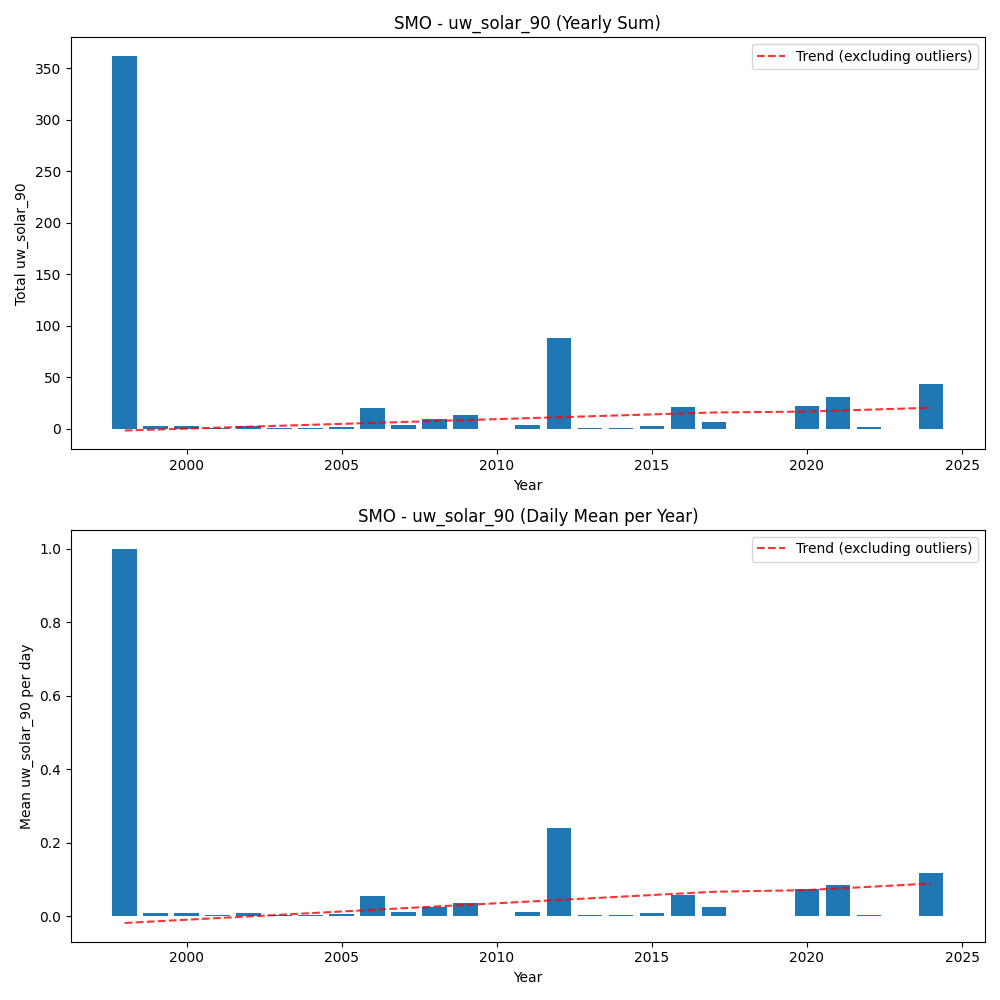 SMO - uw_solar_90 (Yearly Sum)
Trend (excluding outliers)
350
300
250
200
150
100
50
0
Total uw_solar_90
2000 2005 2010 2015 2020 2025
Year
SMO - uw_solar_90 (Daily Mean per Year)
Trend (excluding outliers)
1.0
0.8
0.6
0.4
0.2
0.0
Mean uw_solar_90 per day
2000 2005 2010 2015 2020 2025
Year